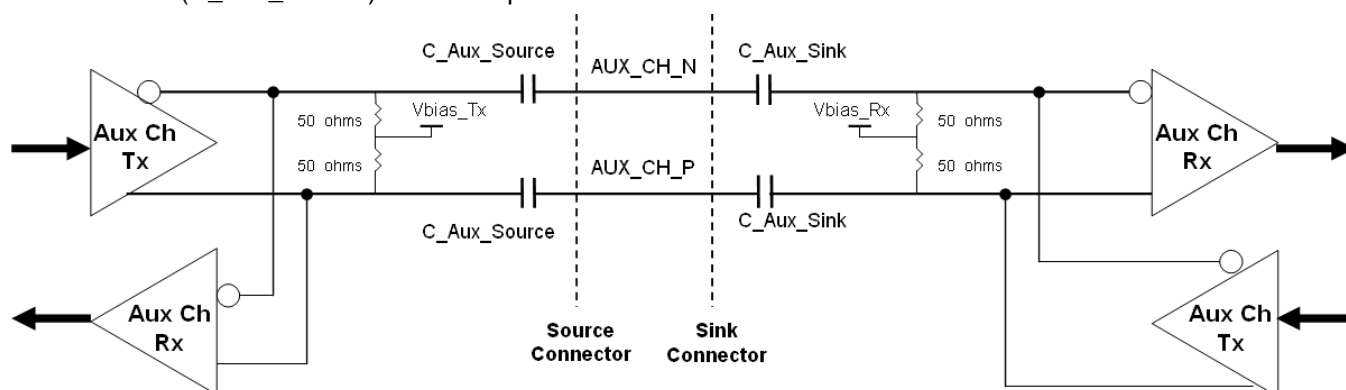 C_Aux_Source
AUX_CH_N
C_Aux_Sink
Aux Ch
Tx
50 ohms
Vbias_Tx
50 ohms
Vbias_Rx
50 ohms
50 ohms
Aux Ch
Rx
AUX_CH_P
C_Aux_Source
C_Aux_Sink
Aux Ch
Rx
Source
Connector
Sink
Connector
Aux Ch
Tx